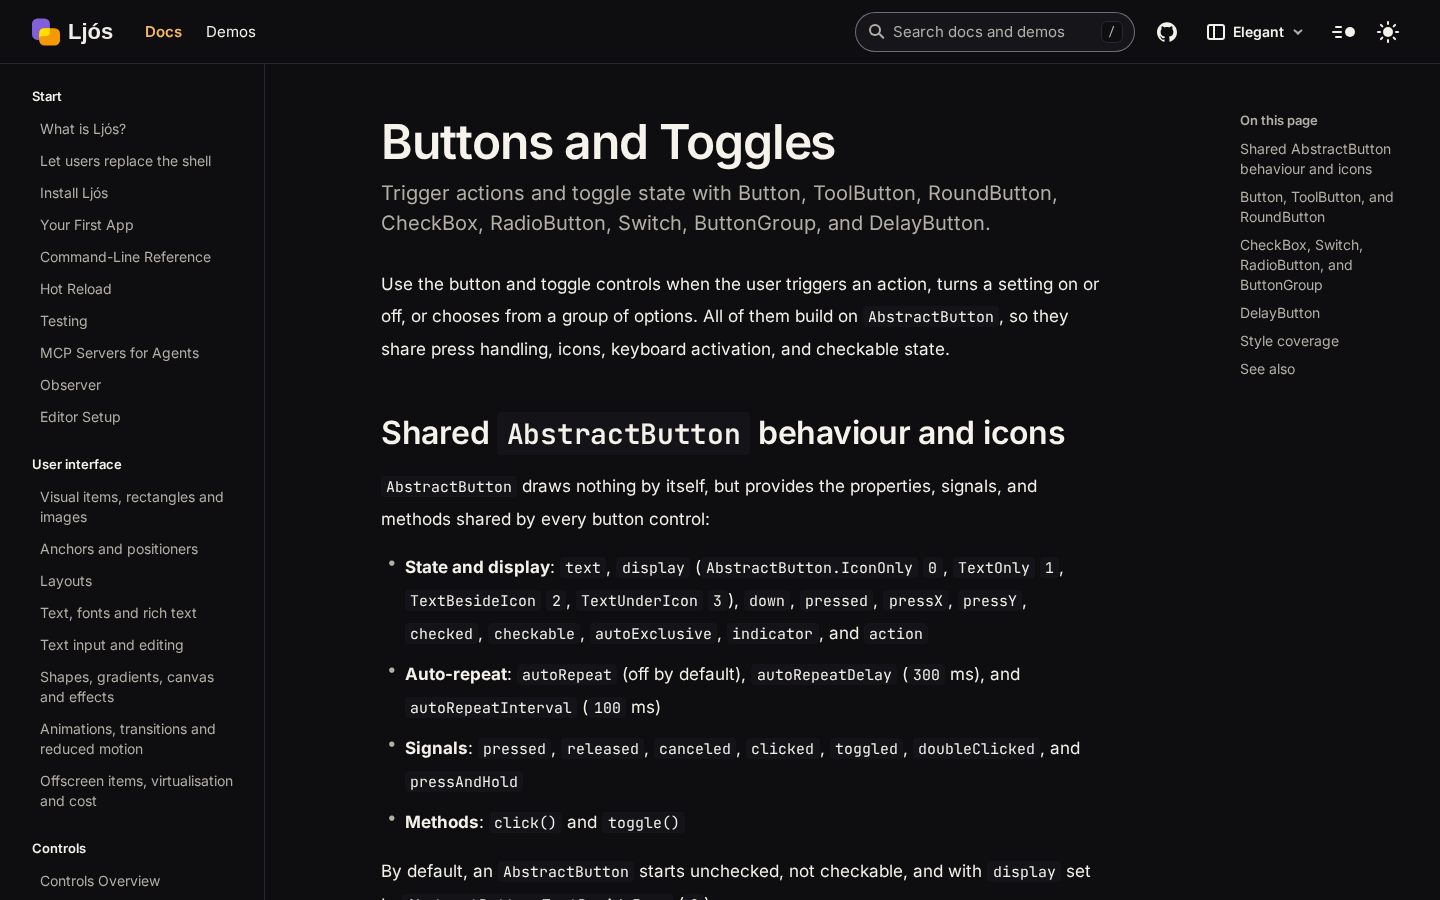 Ljós
Docs
Demos
Search docs and demos
/
Elegant
Start
What is Ljós?
Let users replace the shell
Install Ljós
Your First App
Command-Line Reference
Hot Reload
Testing
MCP Servers for Agents
Observer
Editor Setup
User interface
Visual items, rectangles and
images
Anchors and positioners
Layouts
Text, fonts and rich text
Text input and editing
Shapes, gradients, canvas
and effects
Animations, transitions and
reduced motion
Offscreen items, virtualisation
and cost
Controls
Controls Overview
Buttons and Toggles
Trigger actions and toggle state with Button, ToolButton, RoundButton,
CheckBox, RadioButton, Switch, ButtonGroup, and DelayButton.
Use the button and toggle controls when the user triggers an action, turns a setting on or
off, or chooses from a group of options. All of them build on AbstractButton, so they
share press handling, icons, keyboard activation, and checkable state.
Shared AbstractButton behaviour and icons
AbstractButton draws nothing by itself, but provides the properties, signals, and
methods shared by every button control:
• State and display: text, display (AbstractButton.IconOnly 0, TextOnly 1,
TextBesideIcon 2, TextUnderIcon 3), down, pressed, pressX, pressY,
checked, checkable, autoExclusive, indicator, and action
• Auto-repeat: autoRepeat (off by default), autoRepeatDelay (300 ms), and
autoRepeatInterval (100 ms)
• Signals: pressed, released, canceled, clicked, toggled, doubleClicked, and
pressAndHold
• Methods: click() and toggle()
By default, an AbstractButton starts unchecked, not checkable, and with display set
On this page
Shared AbstractButton
behaviour and icons
Button, ToolButton, and
RoundButton
CheckBox, Switch,
RadioButton, and
ButtonGroup
DelayButton
Style coverage
See also